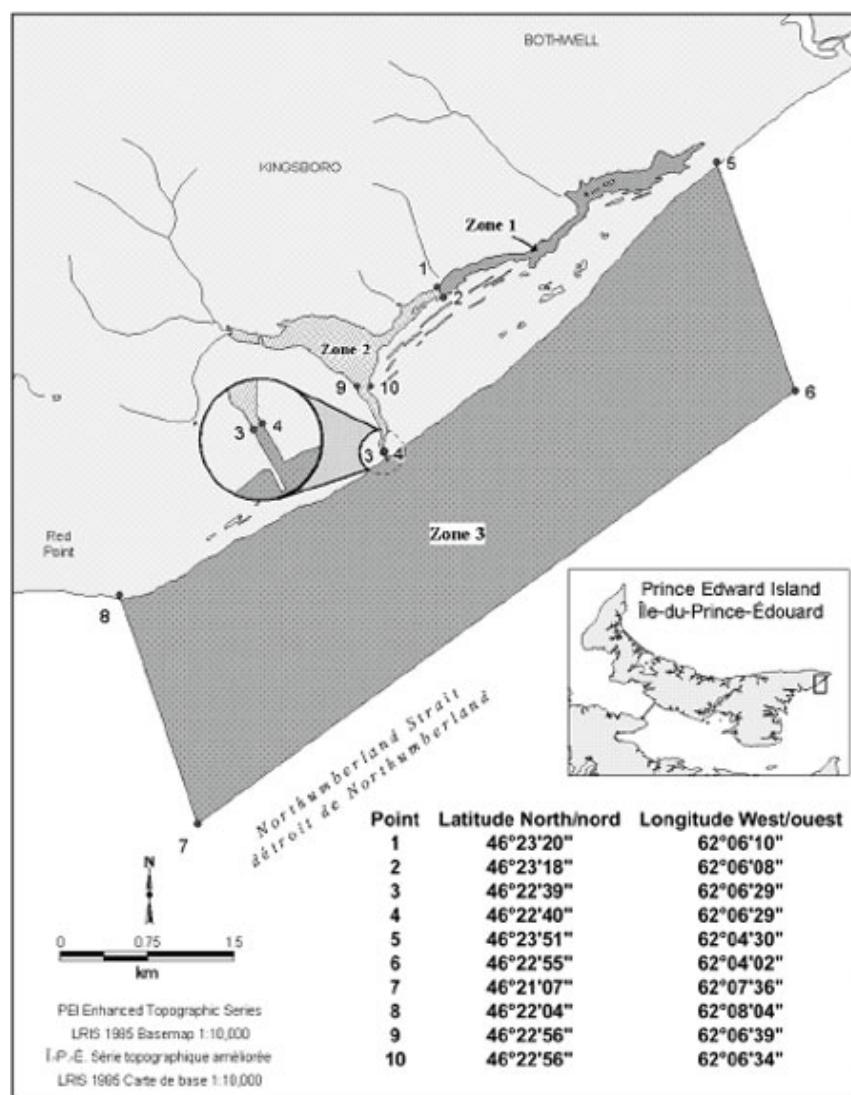 BOTHWELL
KINGSBORO
5
Zone 1
1
2
Zone 2
6
9
10
3
4
3
4
Zone 3
Red
Point
8
Prince Edward Island
Île-du-Prince-Édouard
Northumberland Strait
détroit de Northumberland
7
Point Latitude North/nord Longitude West/ouest
1 46°23'20" 62°06'10"
2 46°23'18" 62°06'08"
3 46°22'39" 62°06'29"
4 46°22'40" 62°06'29"
5 46°23'51" 62°04'30"
6 46°22'55" 62°04'02"
7 46°21'07" 62°07'36"
8 46°22'04" 62°08'04"
9 46°22'56" 62°06'39"
10 46°22'56" 62°06'34"
N
0 0.75 1.5
km
PEI Enhanced Topographic Series
LRIS 1985 Basemap 1:10,000
Î.-P.-É. Série topographique améliorée
LRIS 1985 Carte de base 1:10,000